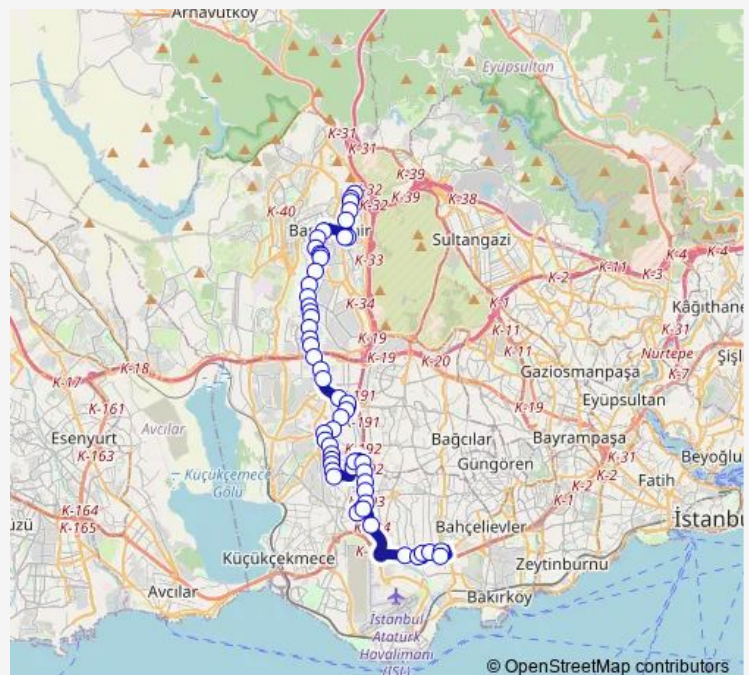 Arnavutköy
Eyüpsultan
K-31
K-31
K-32
K-39
K-32
K-39
K-38
K-40
Sultangazi
K-4
K-4
K-11
K-3
K-2
K-33
K-1
Kâğıthane
K-34
K-11
K-31
K-19
K-19
K-20
K-11
Nurtepe
Şişl
K-18
K-17
K-7
Gaziosmanpaşa
K-161
K-191
K-19
Eyüpsultan
K-191
Esenyurt
Avcılar
Bağcılar
Bayrampaşa
K-163
K-31
Beyoğlu
Güngören
K-2
Küçükçekmece
Gölü
Fatih
K-1
K-164
K-165
İstanbu
üzü
Bahçelievler
Küçükçekmece
Zeytinburnu
Avcılar
Bakırköy
İstanbul
Atatürk
Havalimanı
(ISL)
© OpenStreetMap contributors